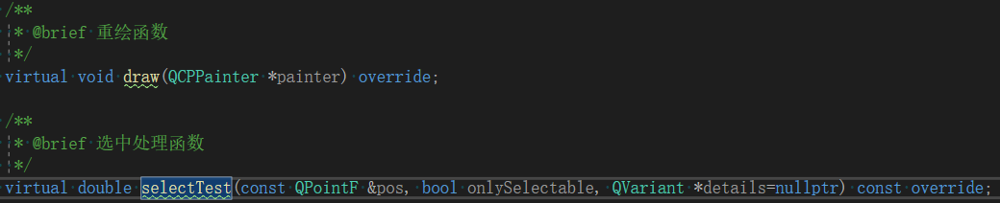 /**
* @brief 重绘函数
*/
virtual void draw(QCPPainter *painter) override;
/**
* @brief 选中处理函数
*/
virtual double selectTest(const QPointF &pos, bool onlySelectable, QVariant *details=nullptr) const override;